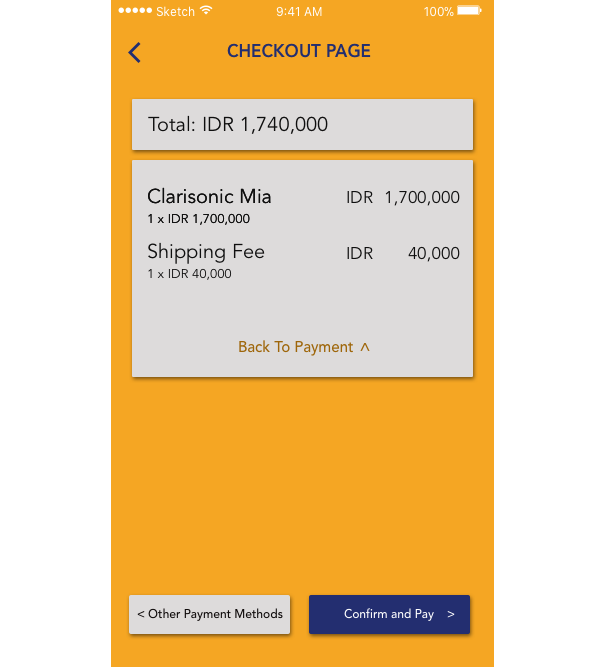 Sketch 9:41 AM 100%
CHECKOUT PAGE
Total: IDR 1,740,000
Clarisonic Mia IDR 1,700,000
1 x IDR 1,700,000
Shipping Fee IDR 40,000
1 x IDR 40,000
Back To Payment ^
< Other Payment Methods Confirm and Pay >